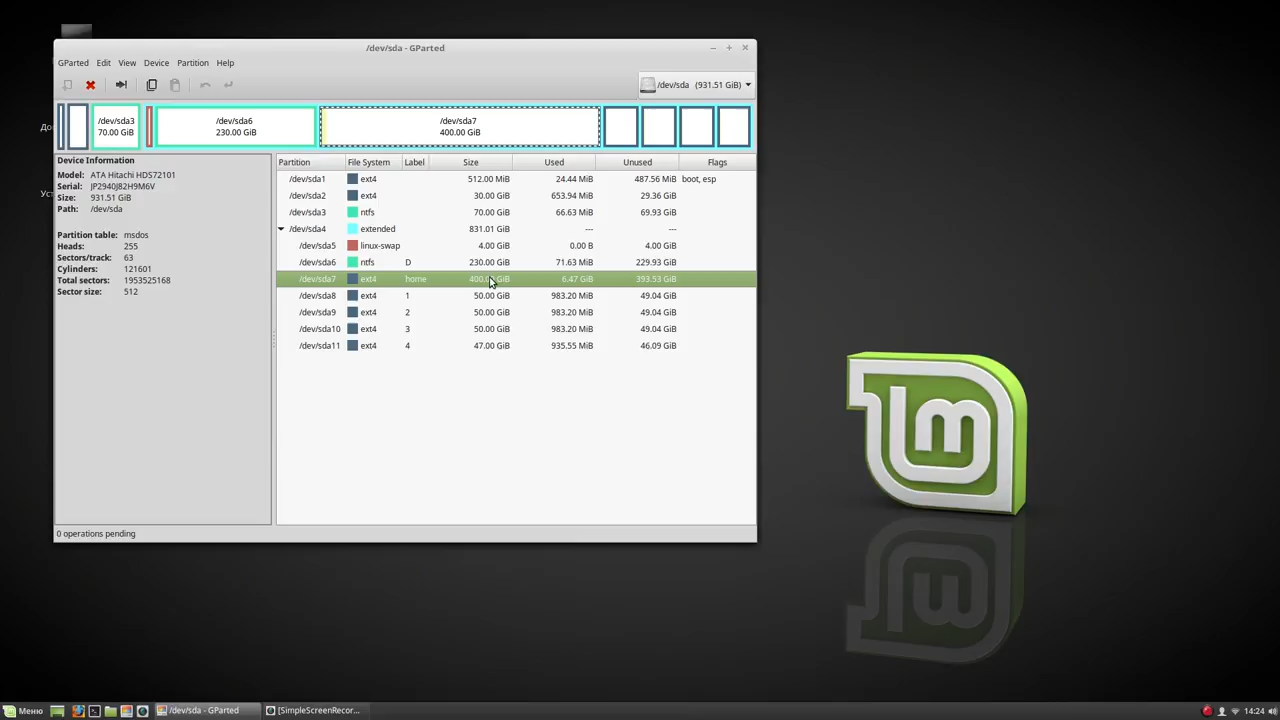 /dev/sda - GParted
GParted Edit View Device Partition Help
/dev/sda (931.51 GiB)
/dev/sda3
70.00 GiB
/dev/sda6
230.00 GiB
/dev/sda7
400.00 GiB
Device Information
Model: ATA Hitachi HDS72101
Serial: JP2940J82H9M6V
Size: 931.51 GiB
Path: /dev/sda
Partition table: msdos
Heads: 255
Sectors/track: 63
Cylinders: 121601
Total sectors: 1953525168
Sector size: 512
Partition File System Label Size Used Unused Flags
/dev/sda1 ext4 512.00 MiB 24.44 MiB 487.56 MiB boot, esp
/dev/sda2 ext4 30.00 GiB 653.94 MiB 29.36 GiB
/dev/sda3 ntfs 70.00 GiB 66.63 MiB 69.93 GiB
/dev/sda4 extended 831.01 GiB --- ---
/dev/sda5 linux-swap 4.00 GiB 0.00 B 4.00 GiB
/dev/sda6 ntfs D 230.00 GiB 71.63 MiB 229.93 GiB
/dev/sda7 ext4 home 400.00 GiB 6.47 GiB 393.53 GiB
/dev/sda8 ext4 1 50.00 GiB 983.20 MiB 49.04 GiB
/dev/sda9 ext4 2 50.00 GiB 983.20 MiB 49.04 GiB
/dev/sda10 ext4 3 50.00 GiB 983.20 MiB 49.04 GiB
/dev/sda11 ext4 4 47.00 GiB 935.55 MiB 46.09 GiB
0 operations pending
Меню
/dev/sda - GParted
[SimpleScreenRecor...
14:24